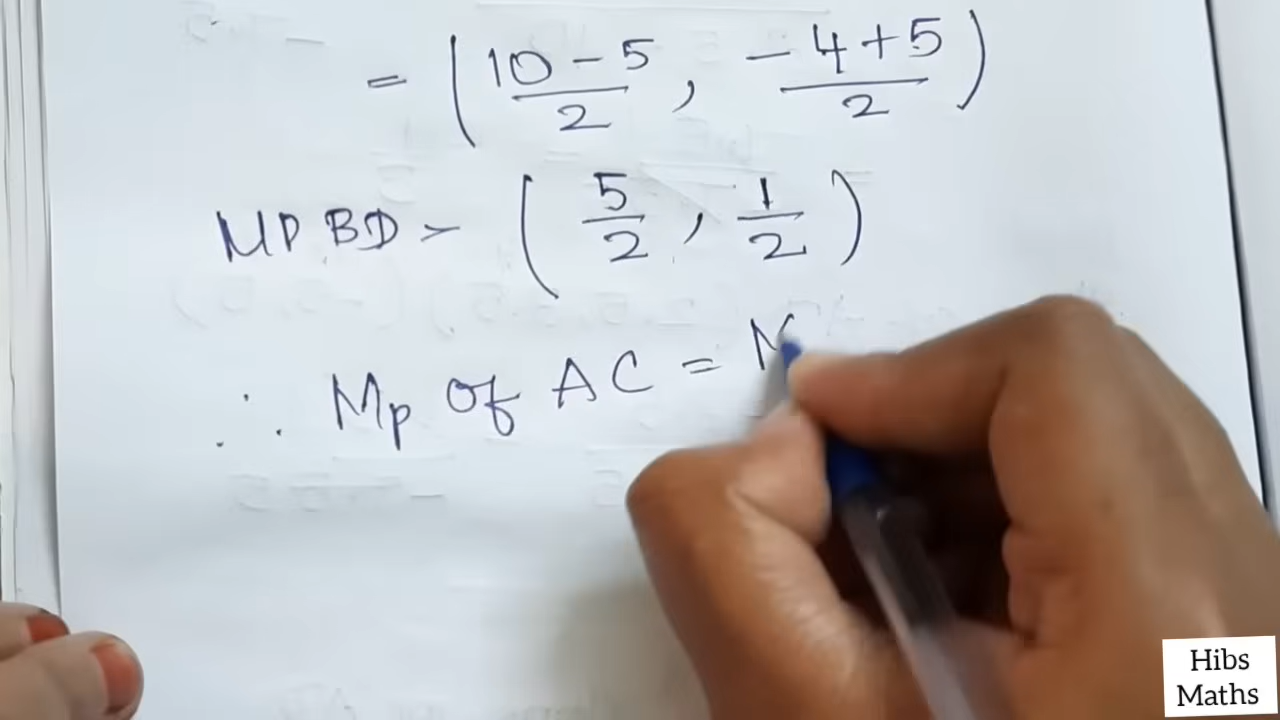 = (10 - 5 / 2 , -4 + 5 / 2)
MP BD = (5/2 , 1/2)
∴ Mp of AC = M
Hibs
Maths